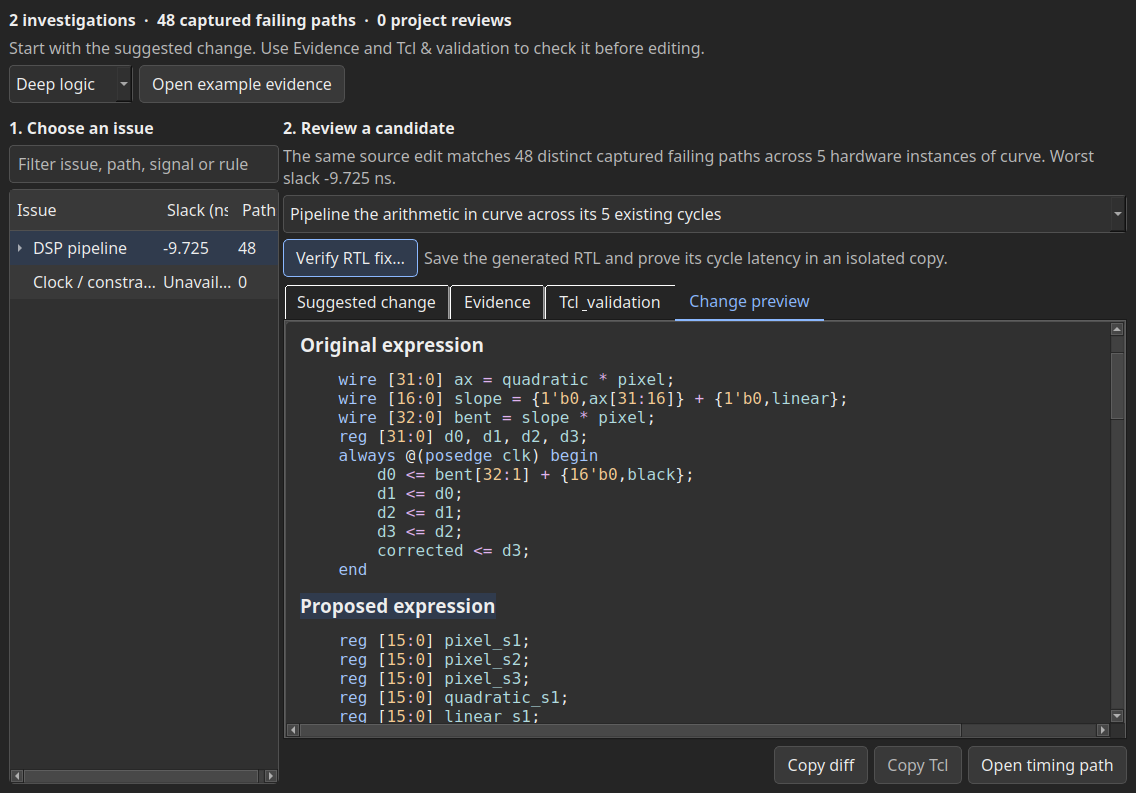 2 investigations · 48 captured failing paths · 0 project reviews
Start with the suggested change. Use Evidence and Tcl & validation to check it before editing.
Deep logic
Open example evidence
1. Choose an issue
Filter issue, path, signal or rule
Issue Slack (ns Path
DSP pipeline -9.725 48
Clock / constra... Unavail... 0
2. Review a candidate
The same source edit matches 48 distinct captured failing paths across 5 hardware instances of curve. Worst
slack -9.725 ns.
Pipeline the arithmetic in curve across its 5 existing cycles
Verify RTL fix... Save the generated RTL and prove its cycle latency in an isolated copy.
Suggested change Evidence Tcl _validation Change preview
Original expression
wire [31:0] ax = quadratic * pixel;
wire [16:0] slope = {1'b0,ax[31:16]} + {1'b0,linear};
wire [32:0] bent = slope * pixel;
reg [31:0] d0, d1, d2, d3;
always @(posedge clk) begin
d0 <= bent[32:1] + {16'b0,black};
d1 <= d0;
d2 <= d1;
d3 <= d2;
corrected <= d3;
end
Proposed expression
reg [15:0] pixel_s1;
reg [15:0] pixel_s2;
reg [15:0] pixel_s3;
reg [15:0] quadratic_s1;
reg [15:0] linear_s1;
Copy diff Copy Tcl Open timing path